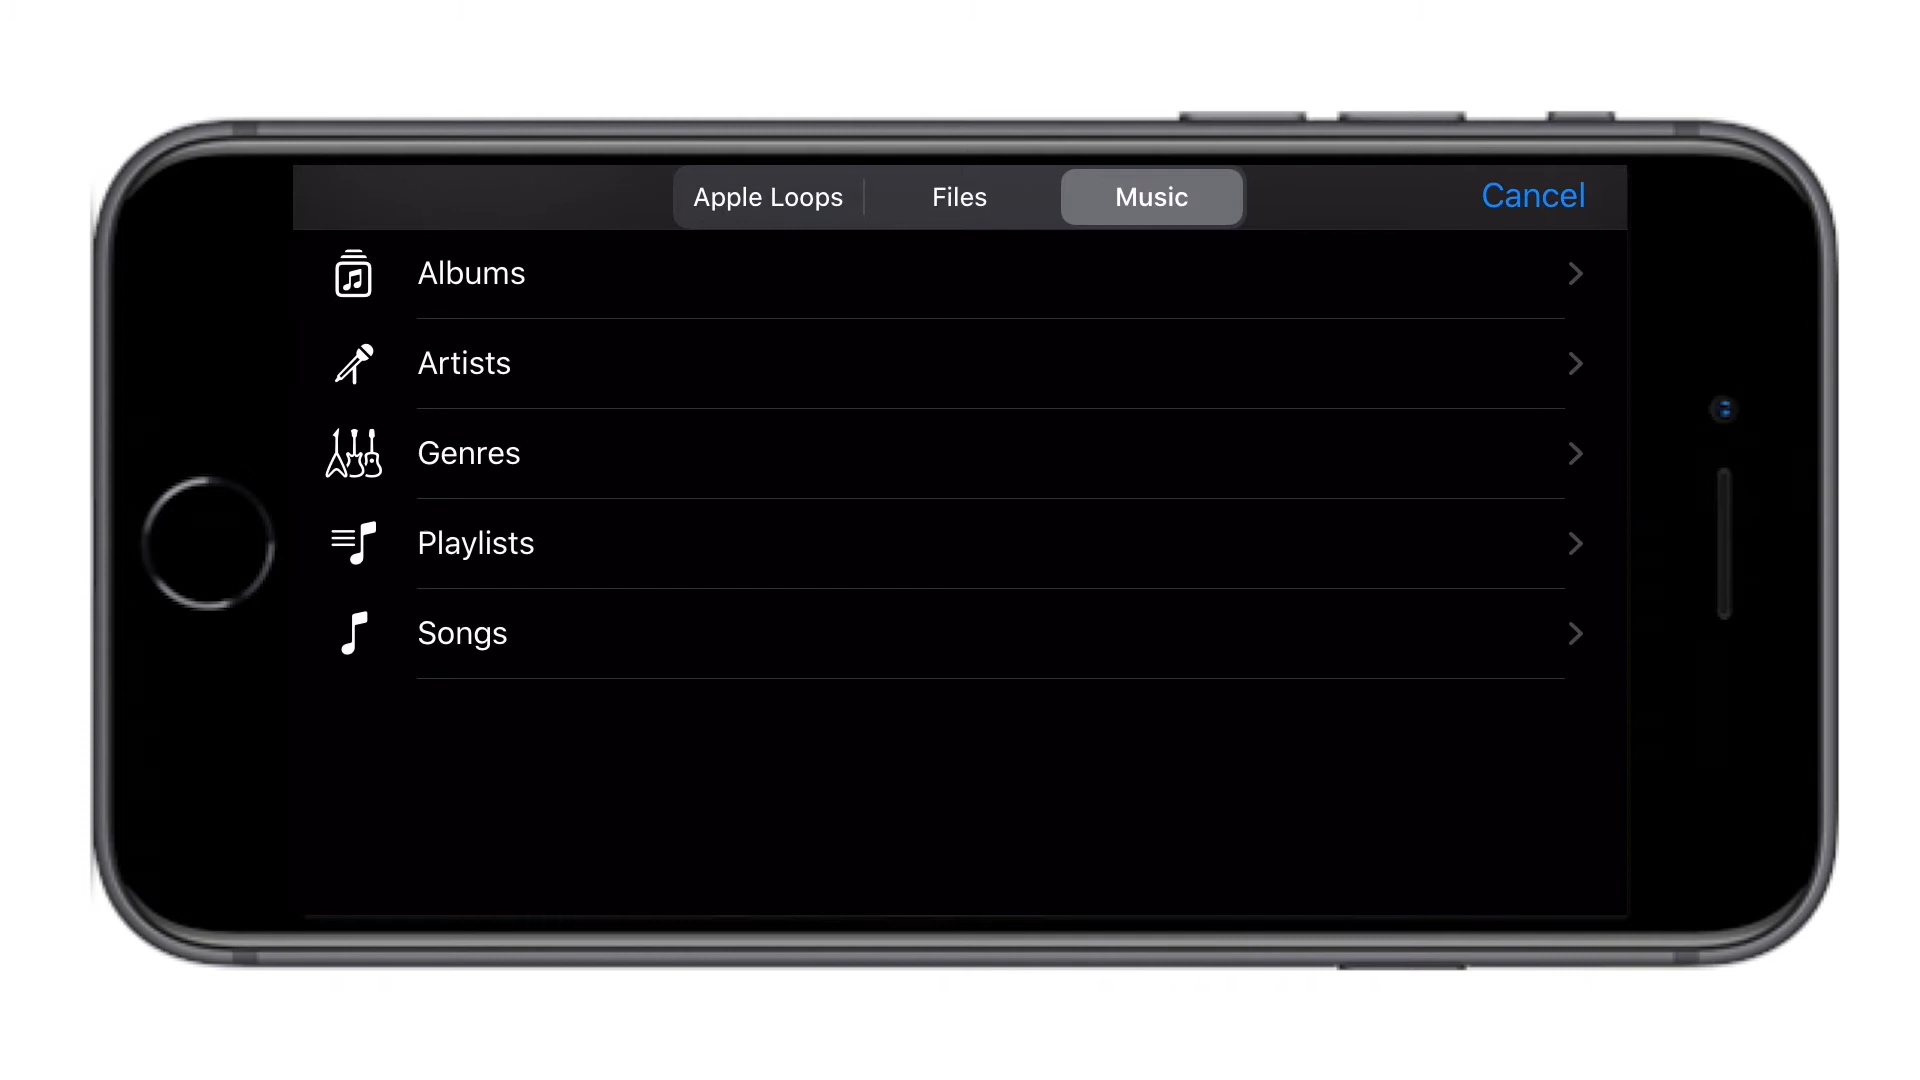 Apple Loops Files Music Cancel
Albums
Artists
Genres
Playlists
Songs